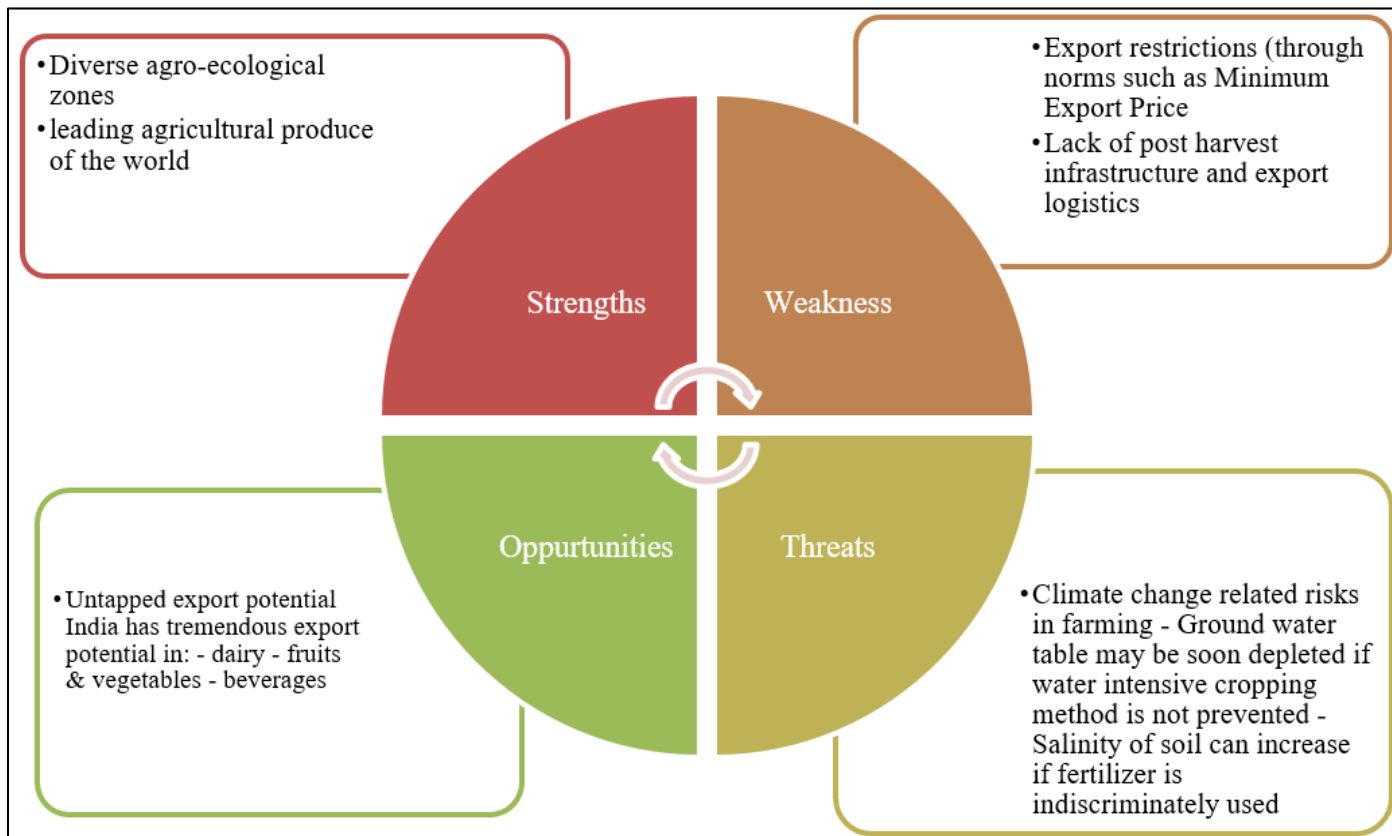 •Diverse agro-ecological
zones
•leading agricultural produce
of the world
•Export restrictions (through
norms such as Minimum
Export Price
•Lack of post harvest
infrastructure and export
logistics
Strengths
Weakness
Oppurtunities
Threats
•Untapped export potential
India has tremendous export
potential in: - dairy - fruits
& vegetables - beverages
•Climate change related risks
in farming - Ground water
table may be soon depleted if
water intensive cropping
method is not prevented -
Salinity of soil can increase
if fertilizer is
indiscriminately used